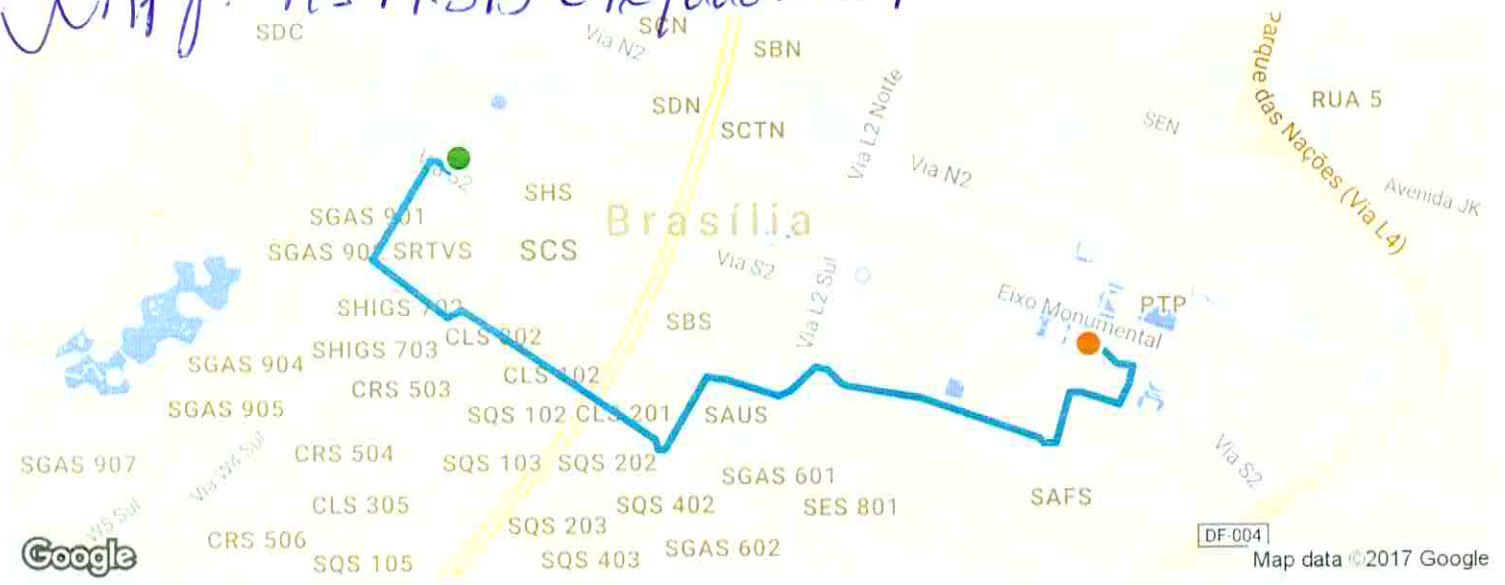 SDC
Via N2
SCN
SBN
SDN
SCTN
Via L2 Norte
Via N2
SEN
Parque das Nações (Via L4)
RUA 5
Avenida JK
Via S2
SHS
SGAS 901
Brasília
SRTVS
SCS
Via S2
Via L2 Sul
Eixo Monumental
PTP
SHIGS 702
CLS 302
SBS
SGAS 904
SHIGS 703
CLS 102
CRS 503
SGAS 905
SQS 102
CLS 201
SAUS
SGAS 907
Via W4 Sul
CRS 504
SQS 103
SQS 202
SGAS 601
Via S2
W5 Sul
CLS 305
SQS 402
SES 801
SAFS
CRS 506
SQS 203
SQS 105
SQS 403
SGAS 602
DF-004
Google
Map data ©2017 Google